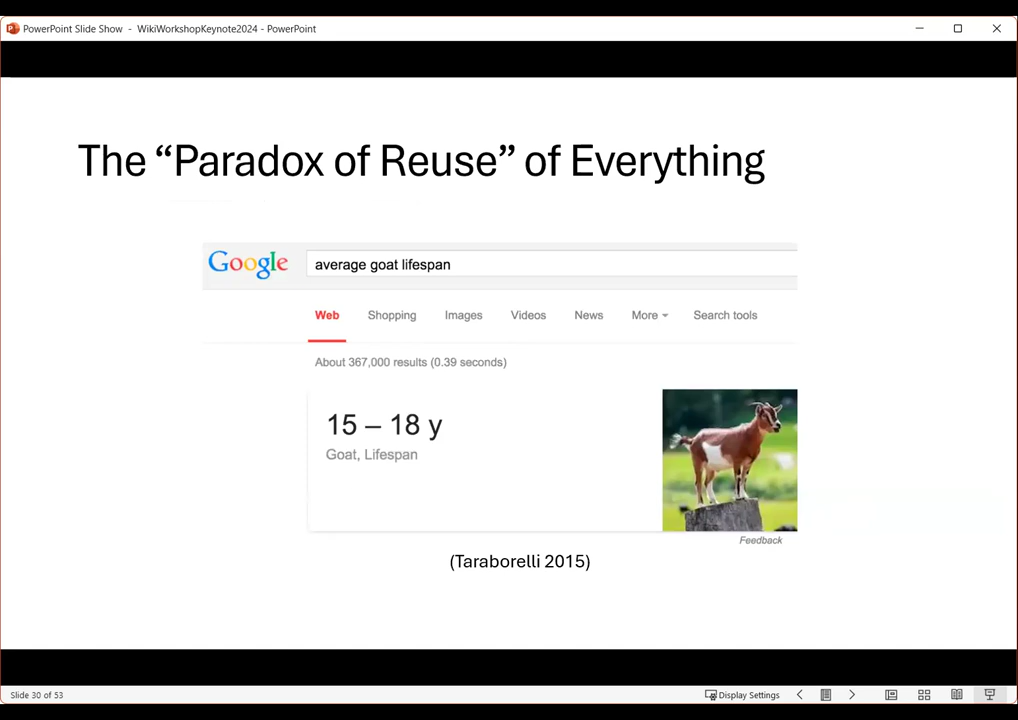 PowerPoint Slide Show - WikiWorkshopKeynote2024 - PowerPoint
The “Paradox of Reuse” of Everything
Google average goat lifespan
Web Shopping Images Videos News More Search tools
About 367,000 results (0.39 seconds)
15 – 18 y
Goat, Lifespan
Feedback
(Taraborelli 2015)
Slide 30 of 53 Display Settings